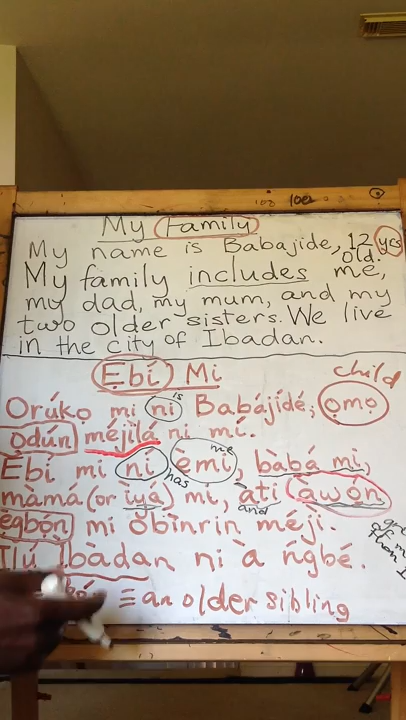 My Family
My name is Babajide, 12 yrs
old.
My family includes me,
my dad, my mum, and my
two older sisters. We live
in the city of Ibadan.
Ẹbí Mi
child
is
Orúkọ mi ni Babájídé, ọmọ
ọdún méjìlá ni mí.
me
Ẹbí mi ní èmi, bàbá mi,
has
màmá (or ìyá) mi, àti àwọn
and
ẹ̀gbọ́n mi òbìnrin méjì.
Ìlú Ìbàdan ni à ńgbé.
≡ an older sibling